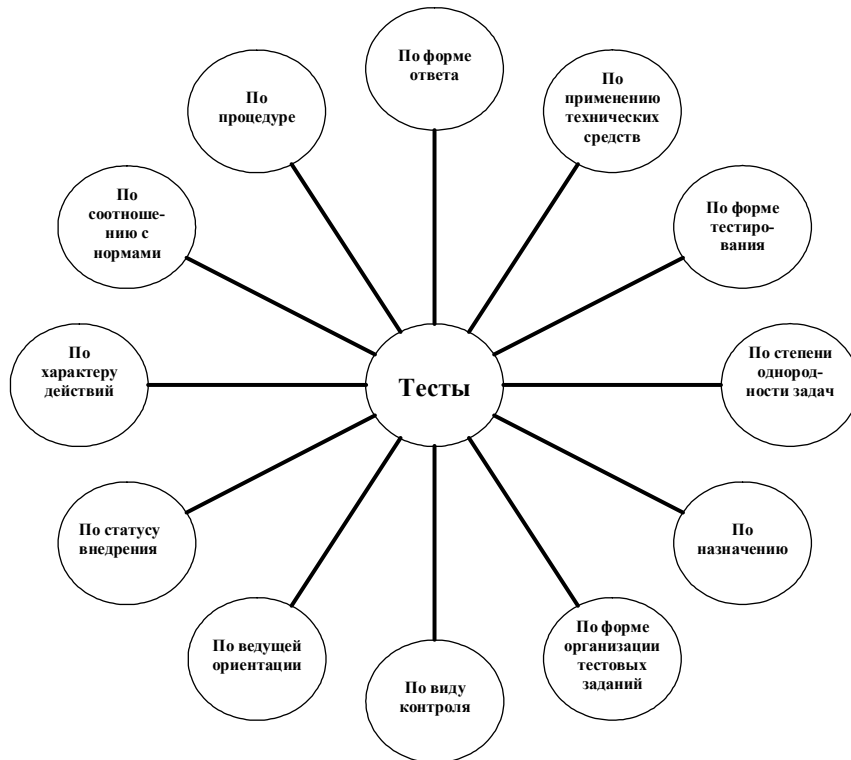 По форме
ответа
По
применению
технических
средств
По форме
тестиро-
вания
По степени
однород-
ности задач
По
назначению
По форме
организации
тестовых
заданий
По виду
контроля
По ведущей
ориентации
По статусу
внедрения
По
характеру
действий
По
соотноше-
нию с
нормами
По
процедуре
Тесты